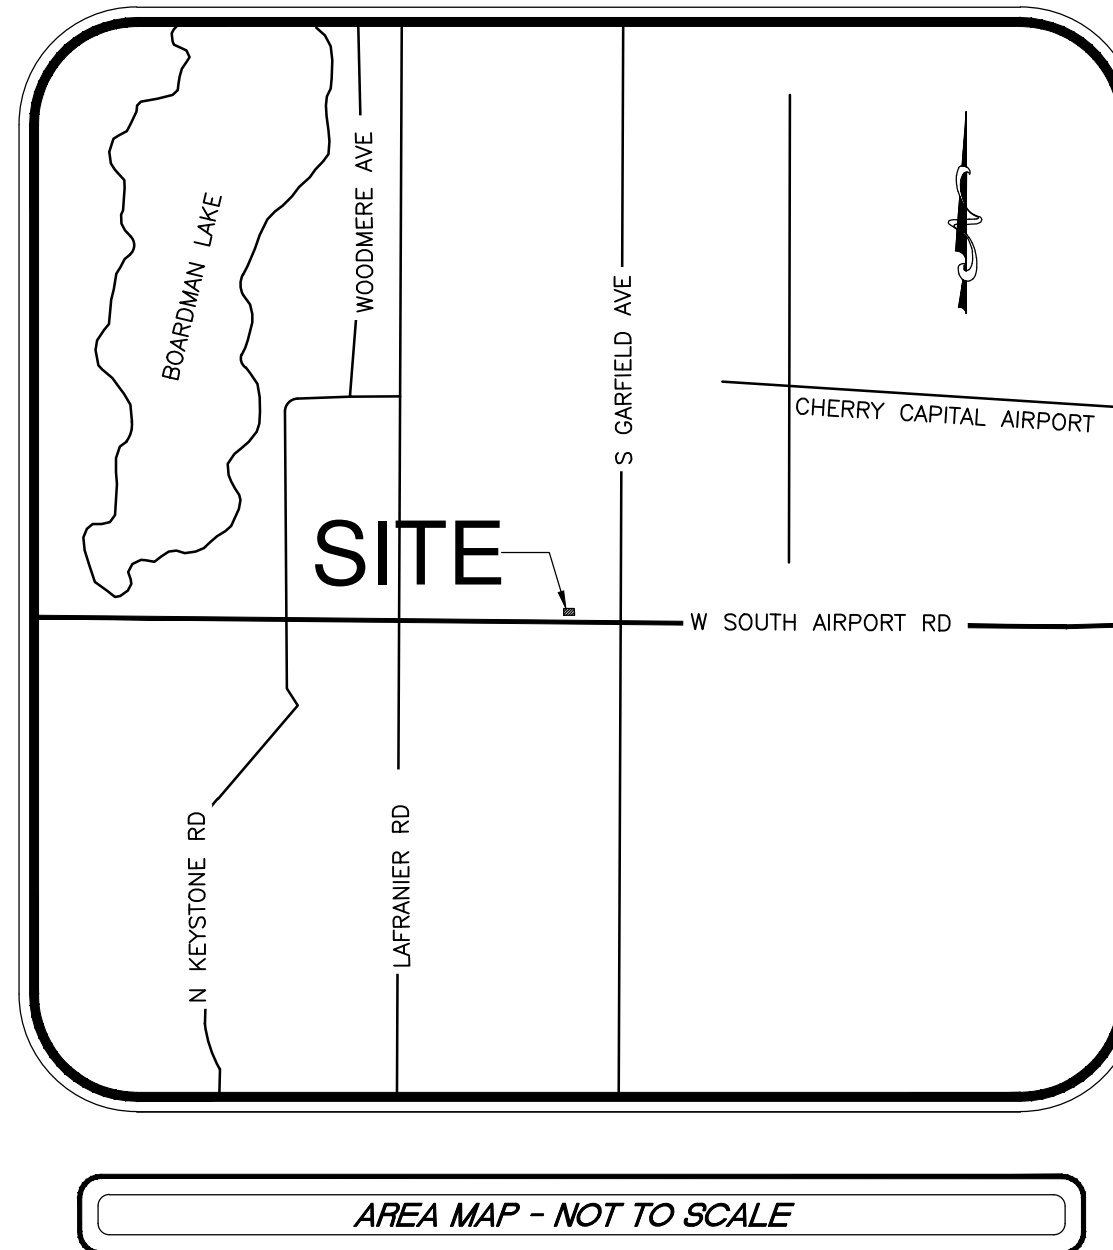 WOODMERE AVE
BOARDMAN LAKE
S GARFIELD AVE
CHERRY CAPITAL AIRPORT
SITE
W SOUTH AIRPORT RD
N KEYSTONE RD
LAFRANIER RD
AREA MAP - NOT TO SCALE